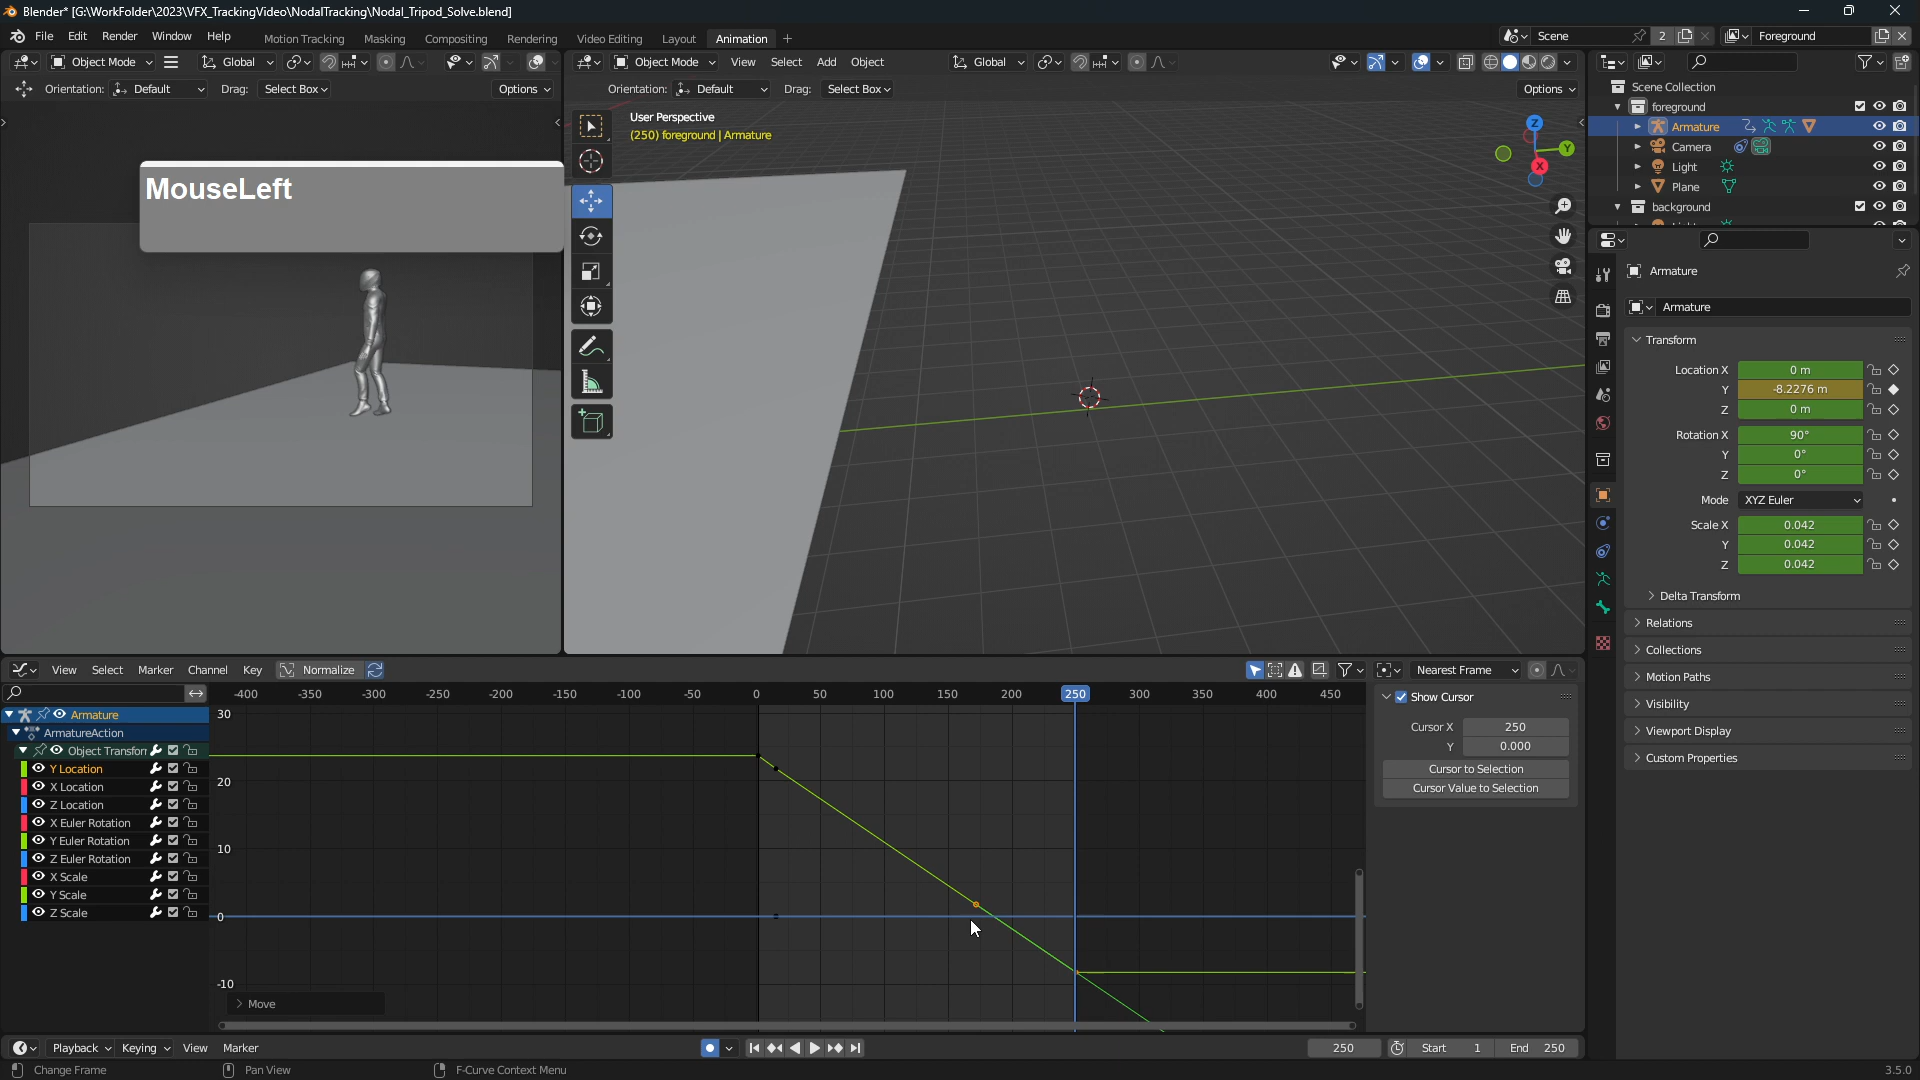 Blender* [G:\WorkFolder\2023\VFX_TrackingVideo\NodalTracking\Nodal_Tripod_Solve.blend]
File Edit Render Window Help Motion Tracking Masking Compositing Rendering Video Editing Layout Animation + Scene 2 Foreground
Object Mode Global Object Mode View Select Add Object Global
Orientation: Default Drag: Select Box Options Orientation: Default Drag: Select Box Options
User Perspective
(250) foreground | Armature
MouseLeft
Z
Y
X
Scene Collection
foreground
Armature
Camera
Light
Plane
background
Armature
Armature
Transform
Location X 0 m
Y -8.2276 m
Z 0 m
Rotation X 90°
Y 0°
Z 0°
Mode XYZ Euler
Scale X 0.042
Y 0.042
Z 0.042
Delta Transform
Relations
Collections
Motion Paths
Visibility
Viewport Display
Custom Properties
View Select Marker Channel Key Normalize Nearest Frame
-400 -350 -300 -250 -200 -150 -100 -50 0 50 100 150 200 250 300 350 400 450
30
20
10
0
-10
Armature
ArmatureAction
Object Transfor
Y Location
X Location
Z Location
X Euler Rotation
Y Euler Rotation
Z Euler Rotation
X Scale
Y Scale
Z Scale
Move
Show Cursor
Cursor X 250
Y 0.000
Cursor to Selection
Cursor Value to Selection
Playback Keying View Marker 250 Start 1 End 250
Change Frame Pan View F-Curve Context Menu 3.5.0